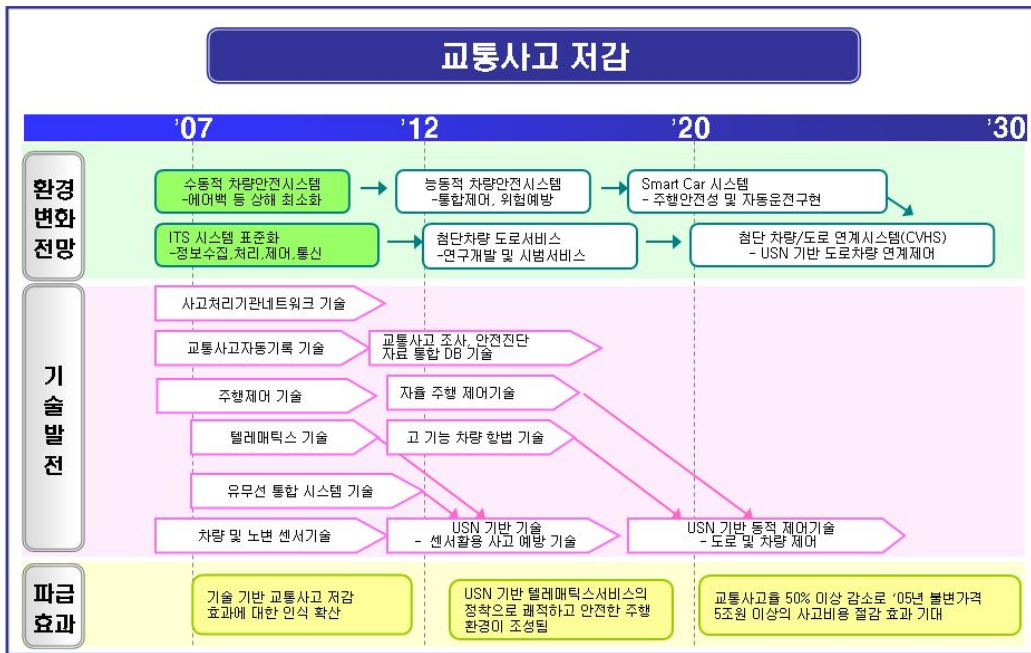 교통사고 저감
'07 '12 '20 '30
환경
변화
전망
수동적 차량안전시스템
-에어백 등 상해 최소화
능동적 차량안전시스템
-통합제어, 위험예방
Smart Car 시스템
- 주행안전성 및 자동운전구현
ITS 시스템 표준화
-정보수집,처리,제어,통신
첨단차량 도로서비스
-연구개발 및 시범서비스
첨단 차량/도로 연계시스템(CVHS)
- USN 기반 도로차량 연계제어
기
술
발
전
사고처리기관네트워크 기술
교통사고자동기록 기술
교통사고 조사, 안전진단
자료 통합 DB 기술
주행제어 기술
자율 주행 제어기술
텔레매틱스 기술
고 기능 차량 항법 기술
유무선 통합 시스템 기술
차량 및 노변 센서기술
USN 기반 기술
- 센서활용 사고 예방 기술
USN 기반 동적 제어기술
- 도로 및 차량 제어
파급
효과
기술 기반 교통사고 저감
효과에 대한 인식 확산
USN 기반 텔레매틱스서비스의
정착으로 쾌적하고 안전한 주행
환경이 조성됨
교통사고율 50% 이상 감소로 '05년 불변가격
5조원 이상의 사고비용 절감 효과 기대